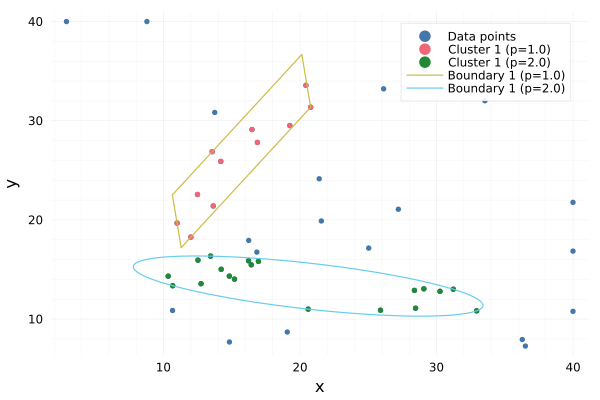 40
30
20
10
y
Data points
Cluster 1 (p=1.0)
Cluster 1 (p=2.0)
Boundary 1 (p=1.0)
Boundary 1 (p=2.0)
10 20 30 40
x